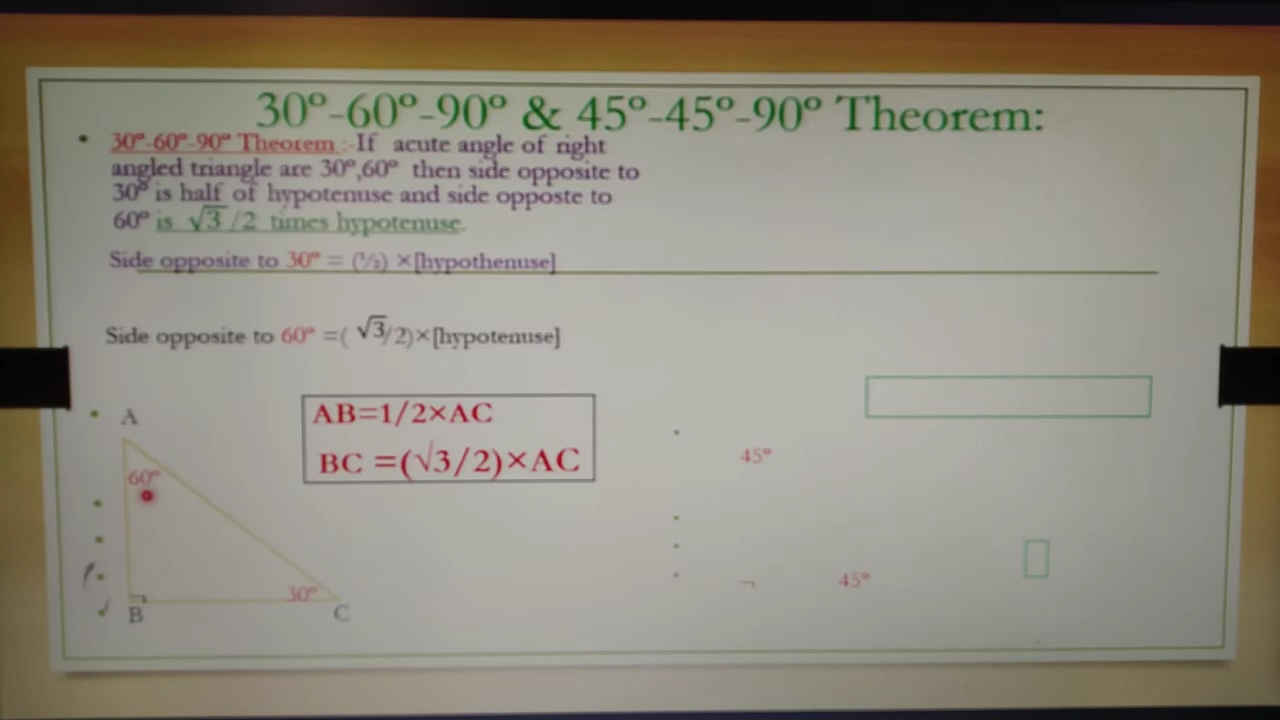 30°-60°-90° & 45°-45°-90° Theorem:
• 30°-60°-90° Theorem :-If acute angle of right
angled triangle are 30°,60° then side opposite to
30° is half of hypotenuse and side opposte to
60° is √3 /2 times hypotenuse.
Side opposite to 30° = (½) ×[hypothenuse]
Side opposite to 60° =( √3/2)×[hypotenuse]
A
AB=1/2×AC
BC =(√3/2)×AC
60°
30°
B
C
45°
45°